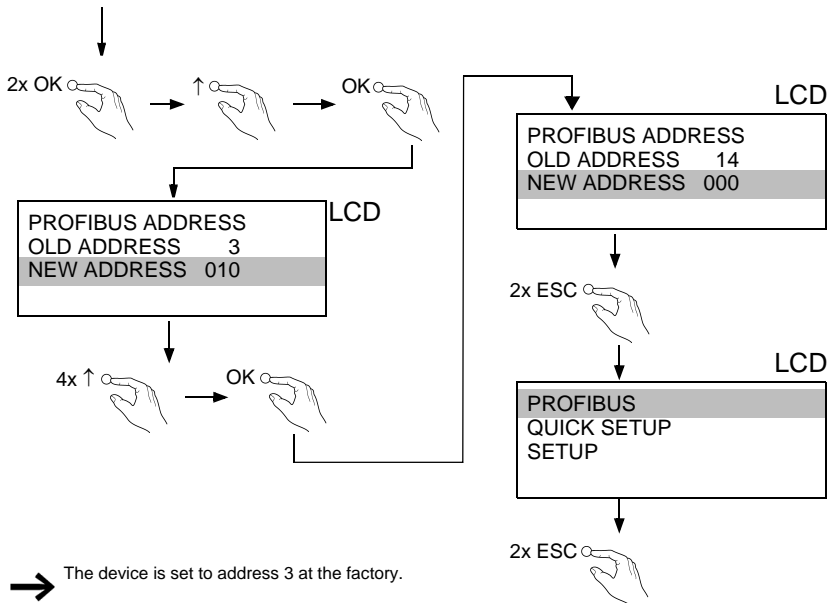 2x OK
↑
OK
LCD
PROFIBUS ADDRESS
OLD ADDRESS 3
NEW ADDRESS 010
4x ↑
OK
LCD
PROFIBUS ADDRESS
OLD ADDRESS 14
NEW ADDRESS 000
2x ESC
LCD
PROFIBUS
QUICK SETUP
SETUP
2x ESC
The device is set to address 3 at the factory.